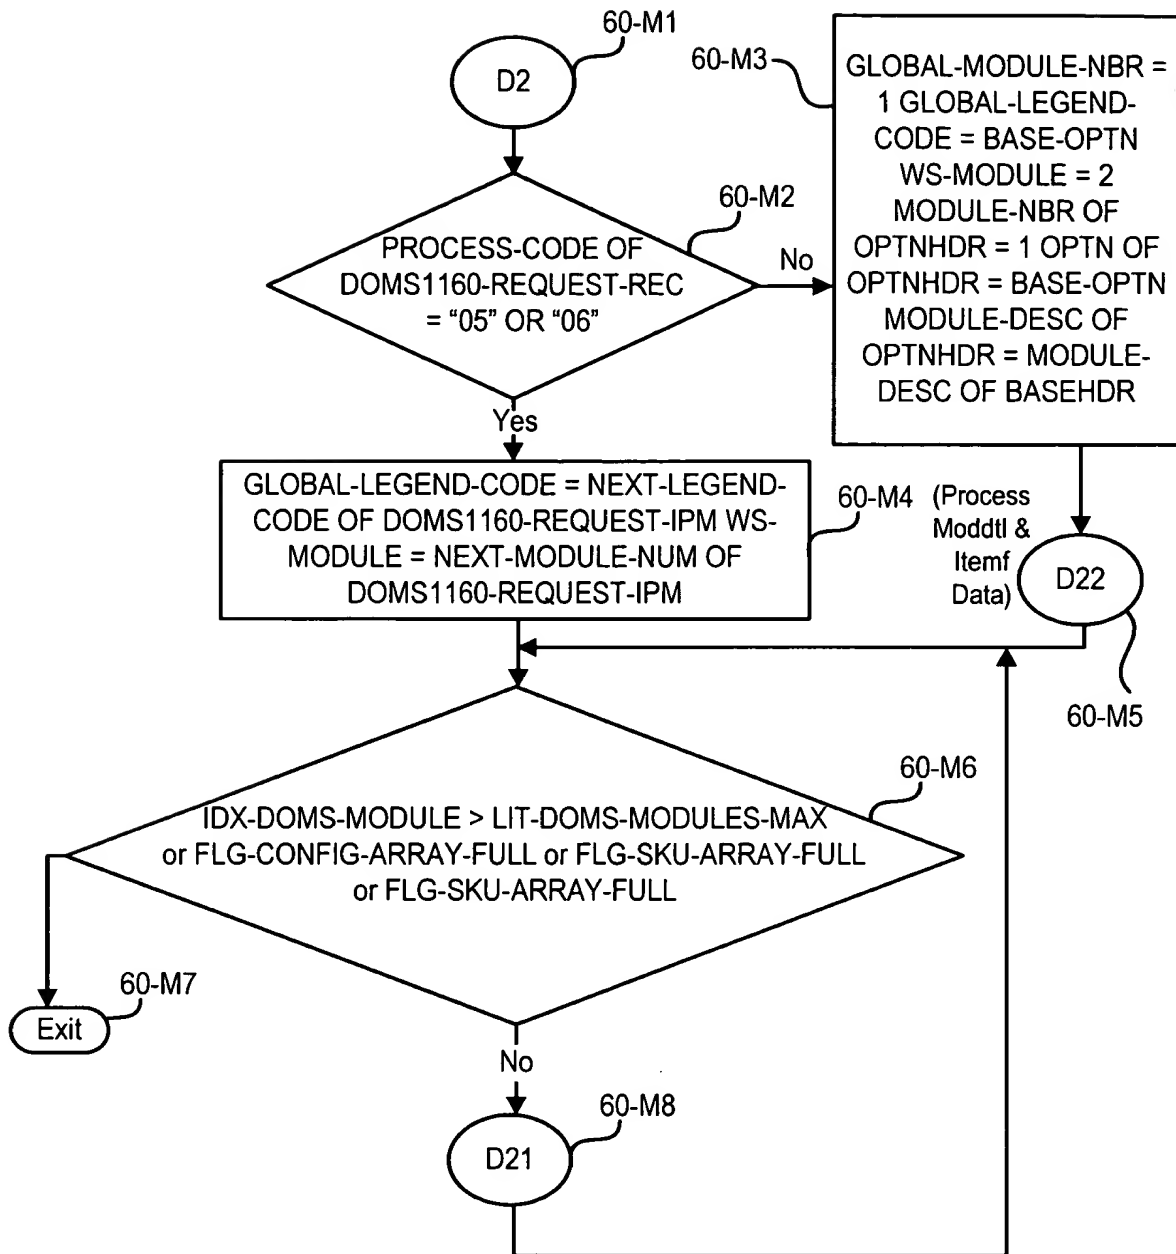 60-M1
D2
60-M2
PROCESS-CODE OF
DOMS1160-REQUEST-REC
= “05” OR “06”
No
60-M3
GLOBAL-MODULE-NBR =
1 GLOBAL-LEGEND-
CODE = BASE-OPTN
WS-MODULE = 2
MODULE-NBR OF
OPTNHDR = 1 OPTN OF
OPTNHDR = BASE-OPTN
MODULE-DESC OF
OPTNHDR = MODULE-
DESC OF BASEHDR
Yes
GLOBAL-LEGEND-CODE = NEXT-LEGEND-
CODE OF DOMS1160-REQUEST-IPM WS-
MODULE = NEXT-MODULE-NUM OF
DOMS1160-REQUEST-IPM
60-M4
(Process
Moddtl &
Itemf
Data)
D22
60-M5
60-M6
IDX-DOMS-MODULE > LIT-DOMS-MODULES-MAX
or FLG-CONFIG-ARRAY-FULL or FLG-SKU-ARRAY-FULL
or FLG-SKU-ARRAY-FULL
60-M7
Exit
No
60-M8
D21